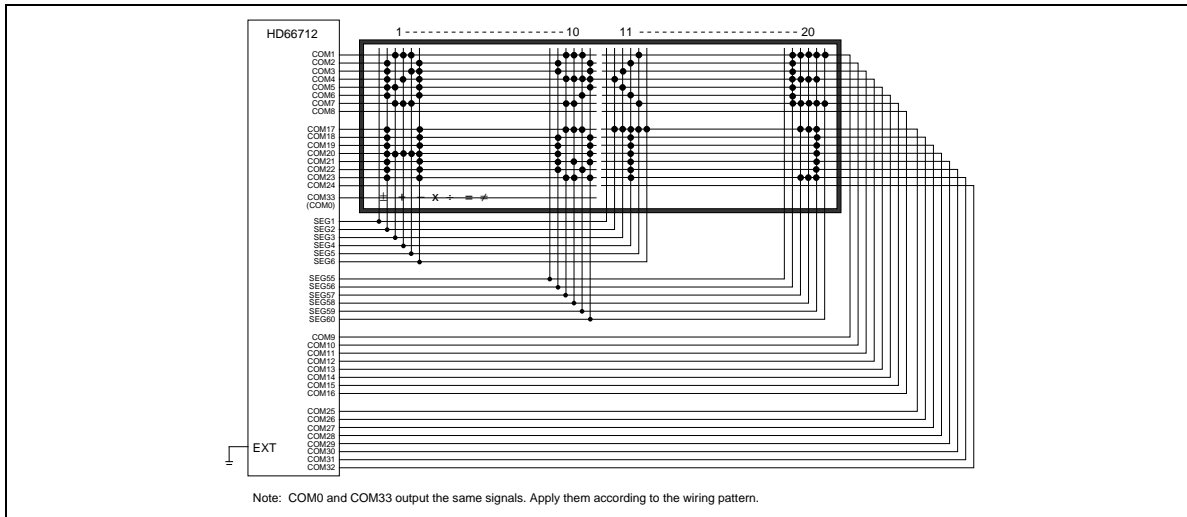 HD66712
1 10 11 20
COM1
COM2
COM3
COM4
COM5
COM6
COM7
COM8
COM17
COM18
COM19
COM20
COM21
COM22
COM23
COM24
COM33
(COM0)
± + − x ÷ = ≠
SEG1
SEG2
SEG3
SEG4
SEG5
SEG6
SEG55
SEG56
SEG57
SEG58
SEG59
SEG60
COM9
COM10
COM11
COM12
COM13
COM14
COM15
COM16
COM25
COM26
COM27
COM28
EXT
COM29
COM30
COM31
COM32
Note: COM0 and COM33 output the same signals. Apply them according to the wiring pattern.